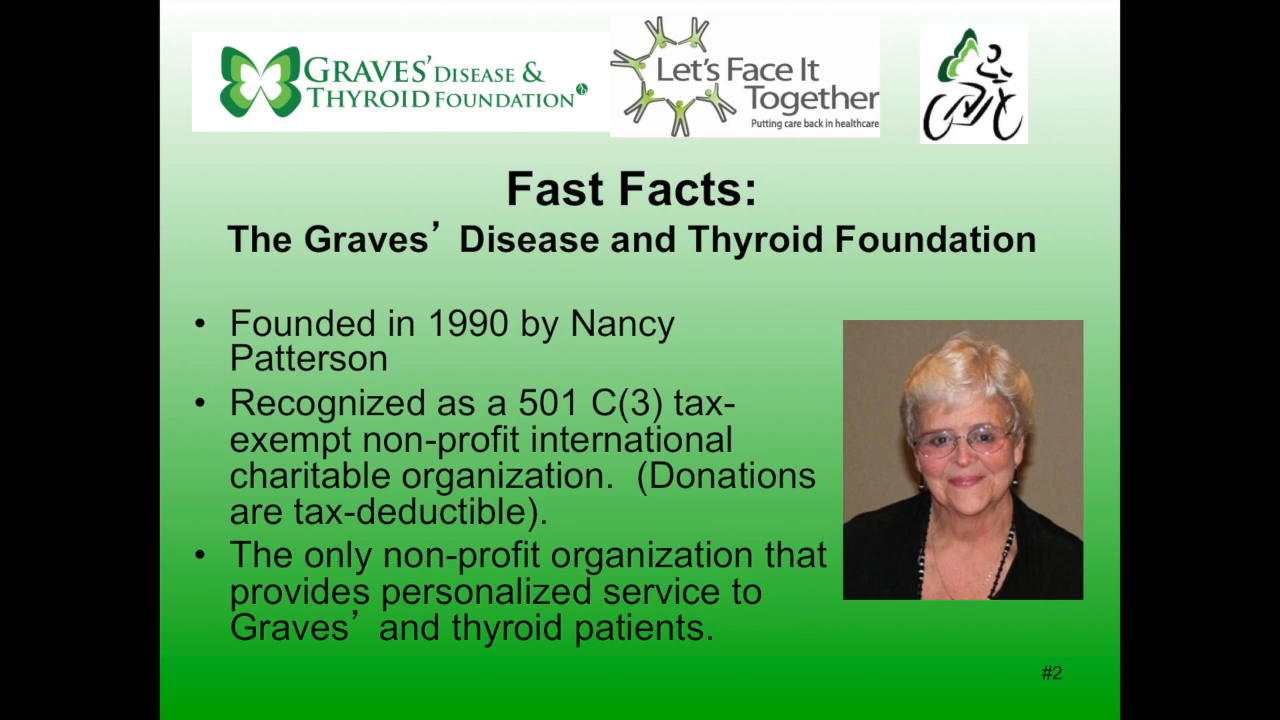 GRAVES' DISEASE &
THYROID FOUNDATION
Let's Face It
Together
Putting care back in healthcare
Fast Facts:
The Graves’ Disease and Thyroid Foundation
• Founded in 1990 by Nancy
Patterson
• Recognized as a 501 C(3) tax-
exempt non-profit international
charitable organization.  (Donations
are tax-deductible).
• The only non-profit organization that
provides personalized service to
Graves’ and thyroid patients.
#2